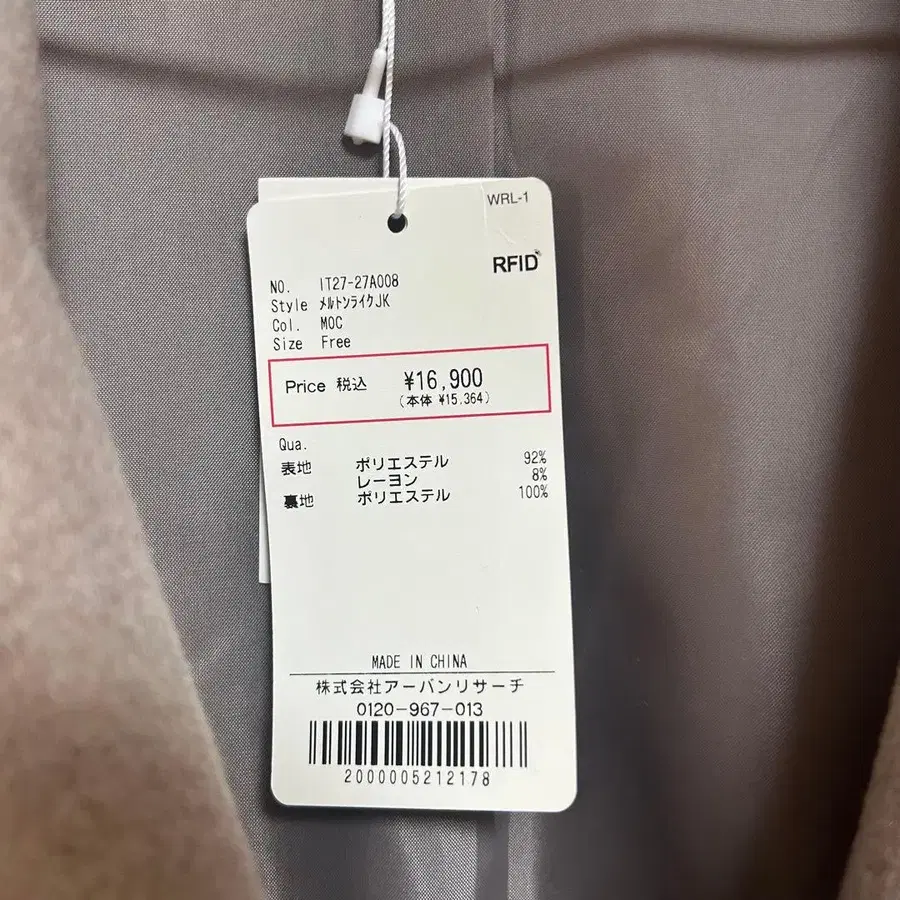 WRL-1
RFID
NO. IT27-27A008
Style ﾒﾙﾄﾝﾗｲｸJK
Col. MOC
Size Free
Price 税込 ¥16,900
(本体 ¥15,364)
Qua.
表地 ポリエステル 92%
レーヨン 8%
裏地 ポリエステル 100%
MADE IN CHINA
株式会社アーバンリサーチ
0120-967-013
2000005212178